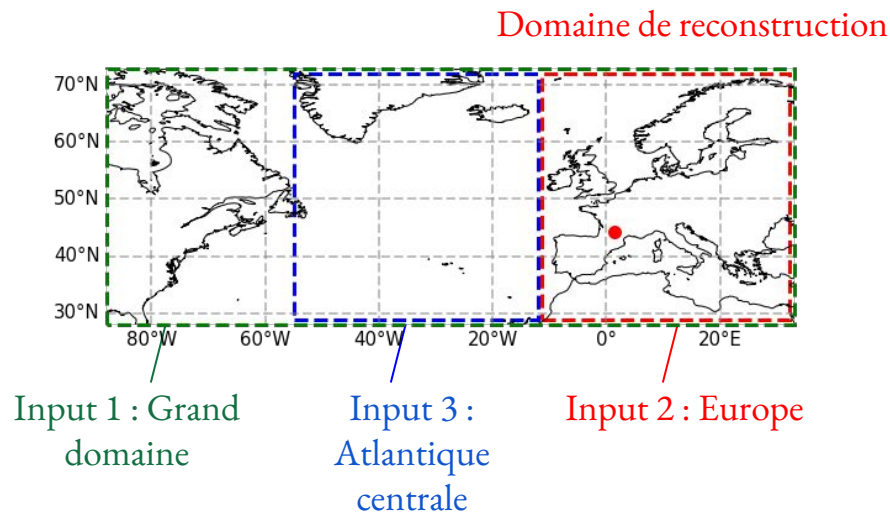 Domaine de reconstruction
70°N
60°N
50°N
40°N
30°N
80°W 60°W 40°W 20°W 0° 20°E
Input 1 : Grand
domaine
Input 3 :
Atlantique
centrale
Input 2 : Europe